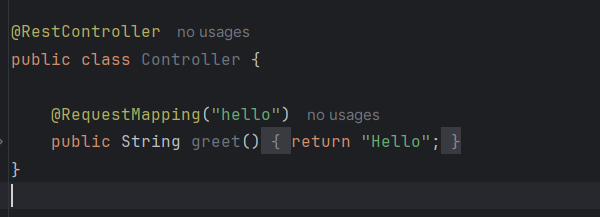 @RestController no usages
public class Controller {
@RequestMapping("hello") no usages
public String greet() { return "Hello"; }
}